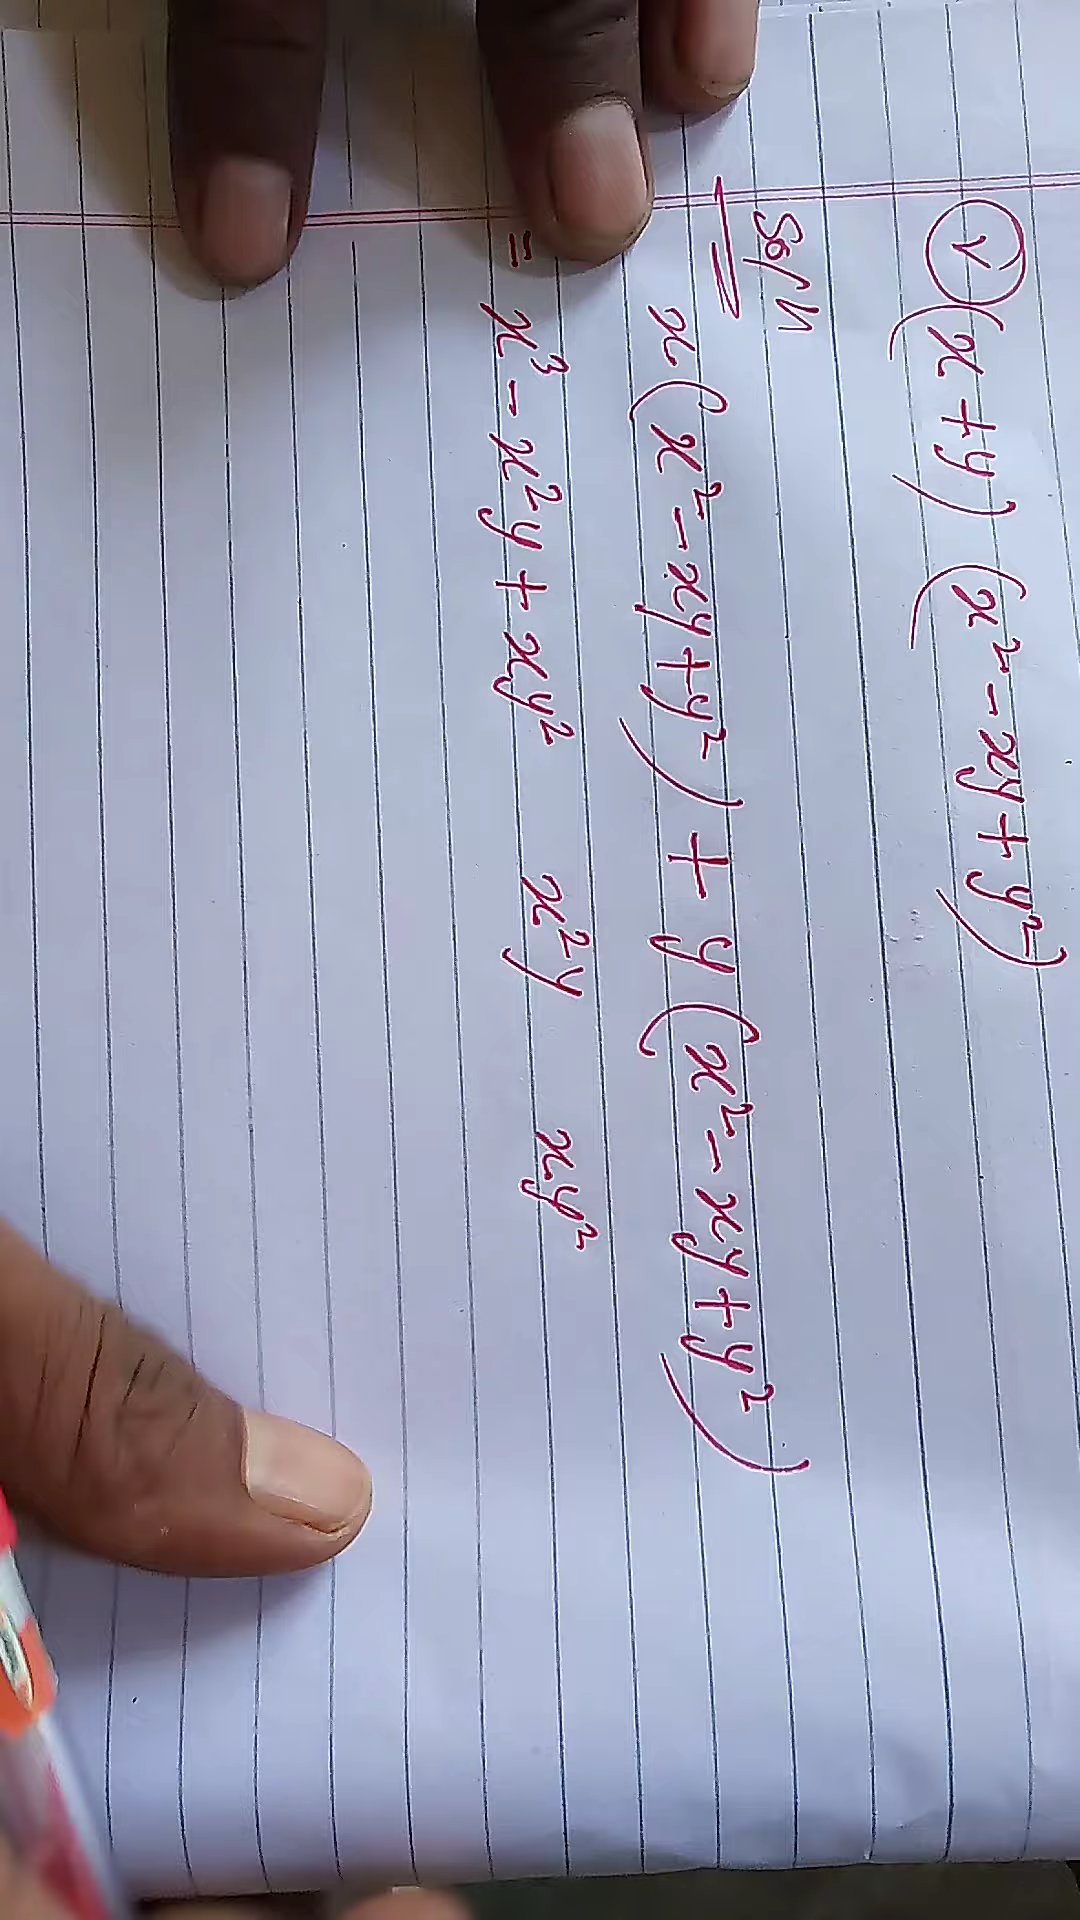 (v) (x+y) (x²-xy+y²)
Soln
x(x²-xy+y²)+y(x²-xy+y²)
= x³-x²y+xy² x²y xy²